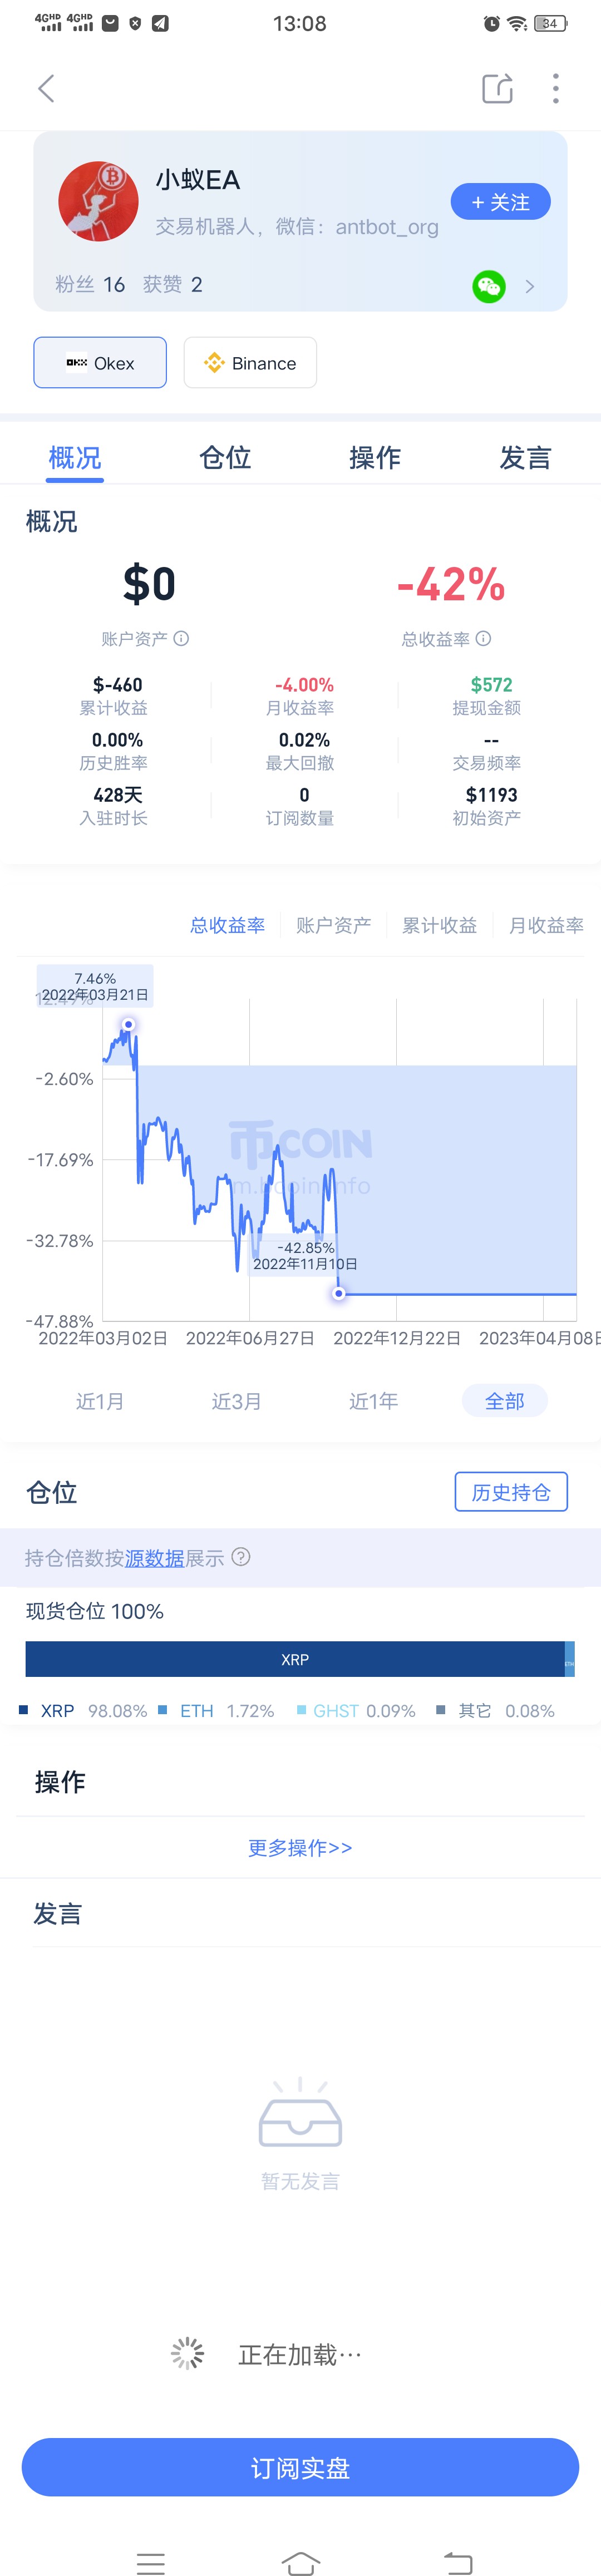 4GHD 4GHD 13:08 34
小蚁EA
交易机器人，微信：antbot_org
+ 关注
粉丝 16 获赞 2
OKX Okex Binance
概况 仓位 操作 发言
概况
$0 -42%
账户资产 总收益率
$-460 -4.00% $572
累计收益 月收益率 提现金额
0.00% 0.02% --
历史胜率 最大回撤 交易频率
428天 0 $1193
入驻时长 订阅数量 初始资产
总收益率 账户资产 累计收益 月收益率
7.46%
2022年03月21日
12.49%
-2.60%
币COIN
-17.69%
-32.78%
-42.85%
2022年11月10日
-47.88%
2022年03月02日 2022年06月27日 2022年12月22日 2023年04月08日
近1月 近3月 近1年 全部
仓位 历史持仓
持仓倍数按源数据展示
现货仓位 100%
XRP ETH
XRP 98.08% ETH 1.72% GHST 0.09% 其它 0.08%
操作
更多操作>>
发言
暂无发言
正在加载···
订阅实盘